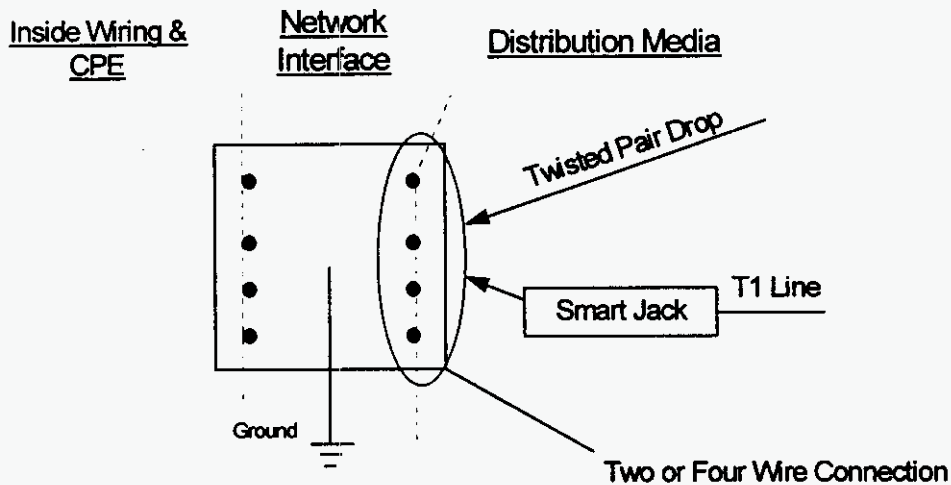 Inside Wiring &
CPE
Network
Interface
Distribution Media
Twisted Pair Drop
T1 Line
Smart Jack
Ground
Two or Four Wire Connection